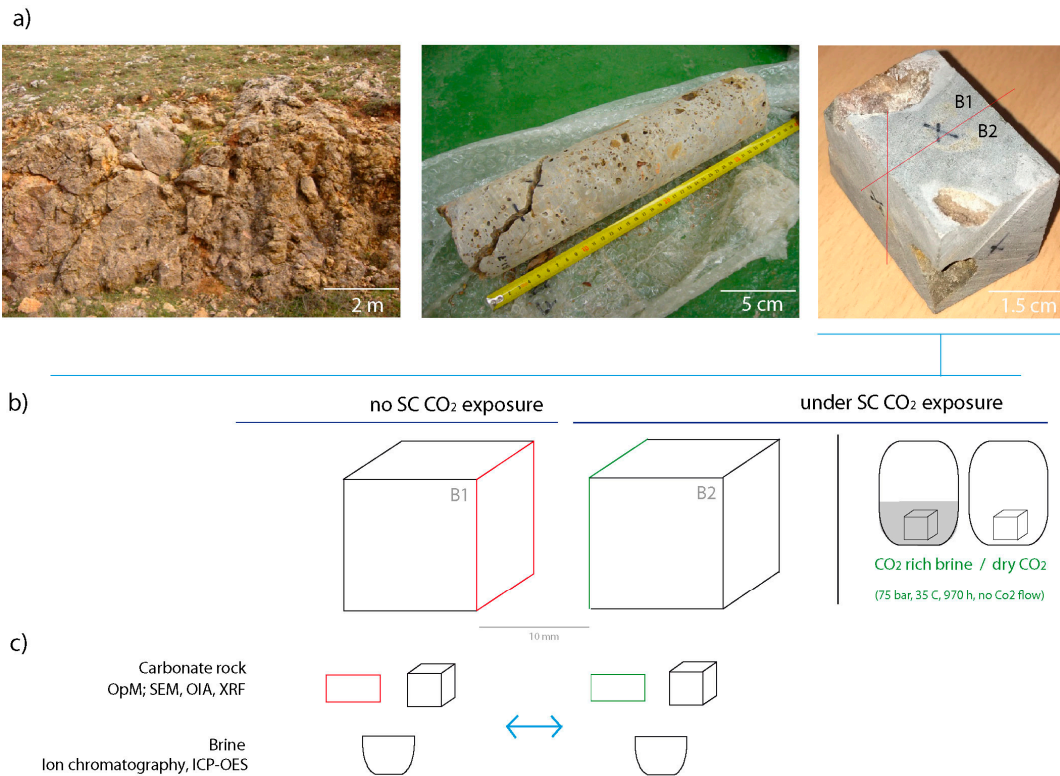 a)
B1
B2
2 m
5 cm
1.5 cm
b)
no SC CO2 exposure
under SC CO2 exposure
B1
B2
CO2 rich brine / dry CO2
(75 bar, 35 C, 970 h, no Co2 flow)
10 mm
c)
Carbonate rock
OpM; SEM, OIA, XRF
Brine
Ion chromatography, ICP-OES